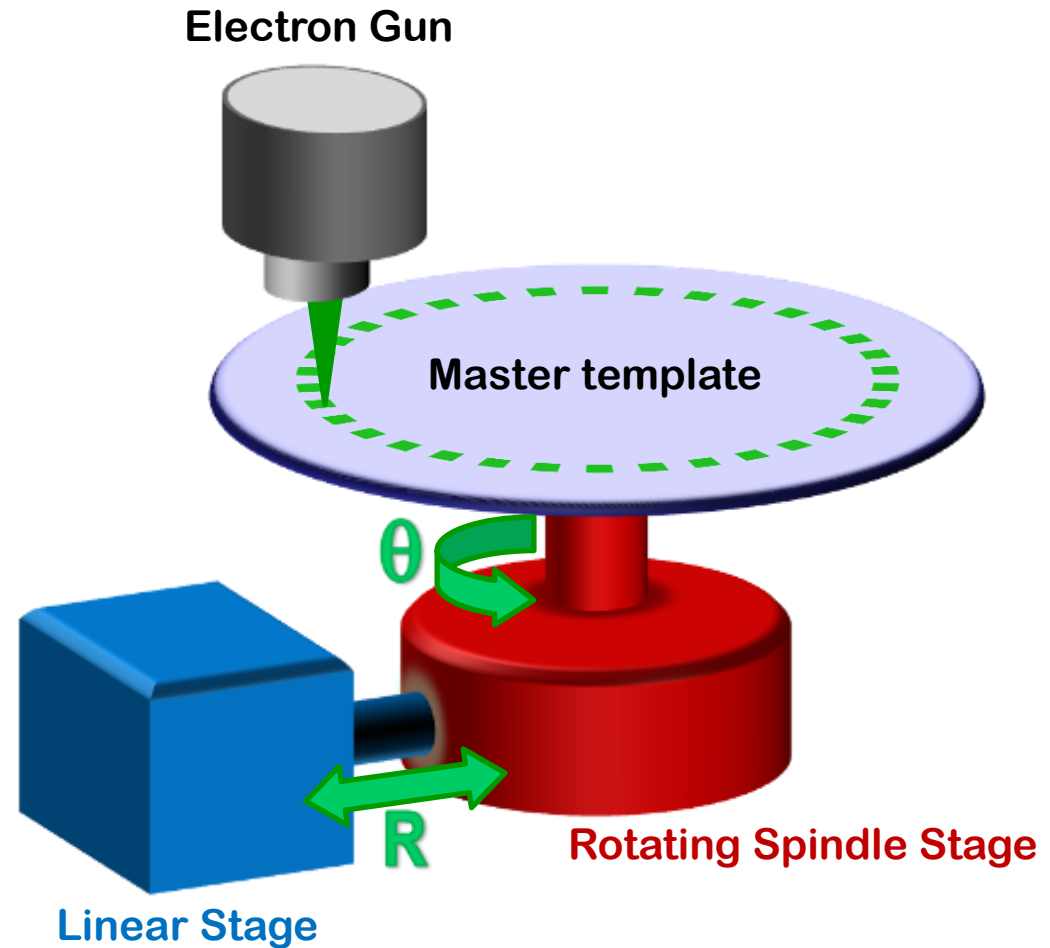 Electron Gun
Master template
θ
R
Rotating Spindle Stage
Linear Stage